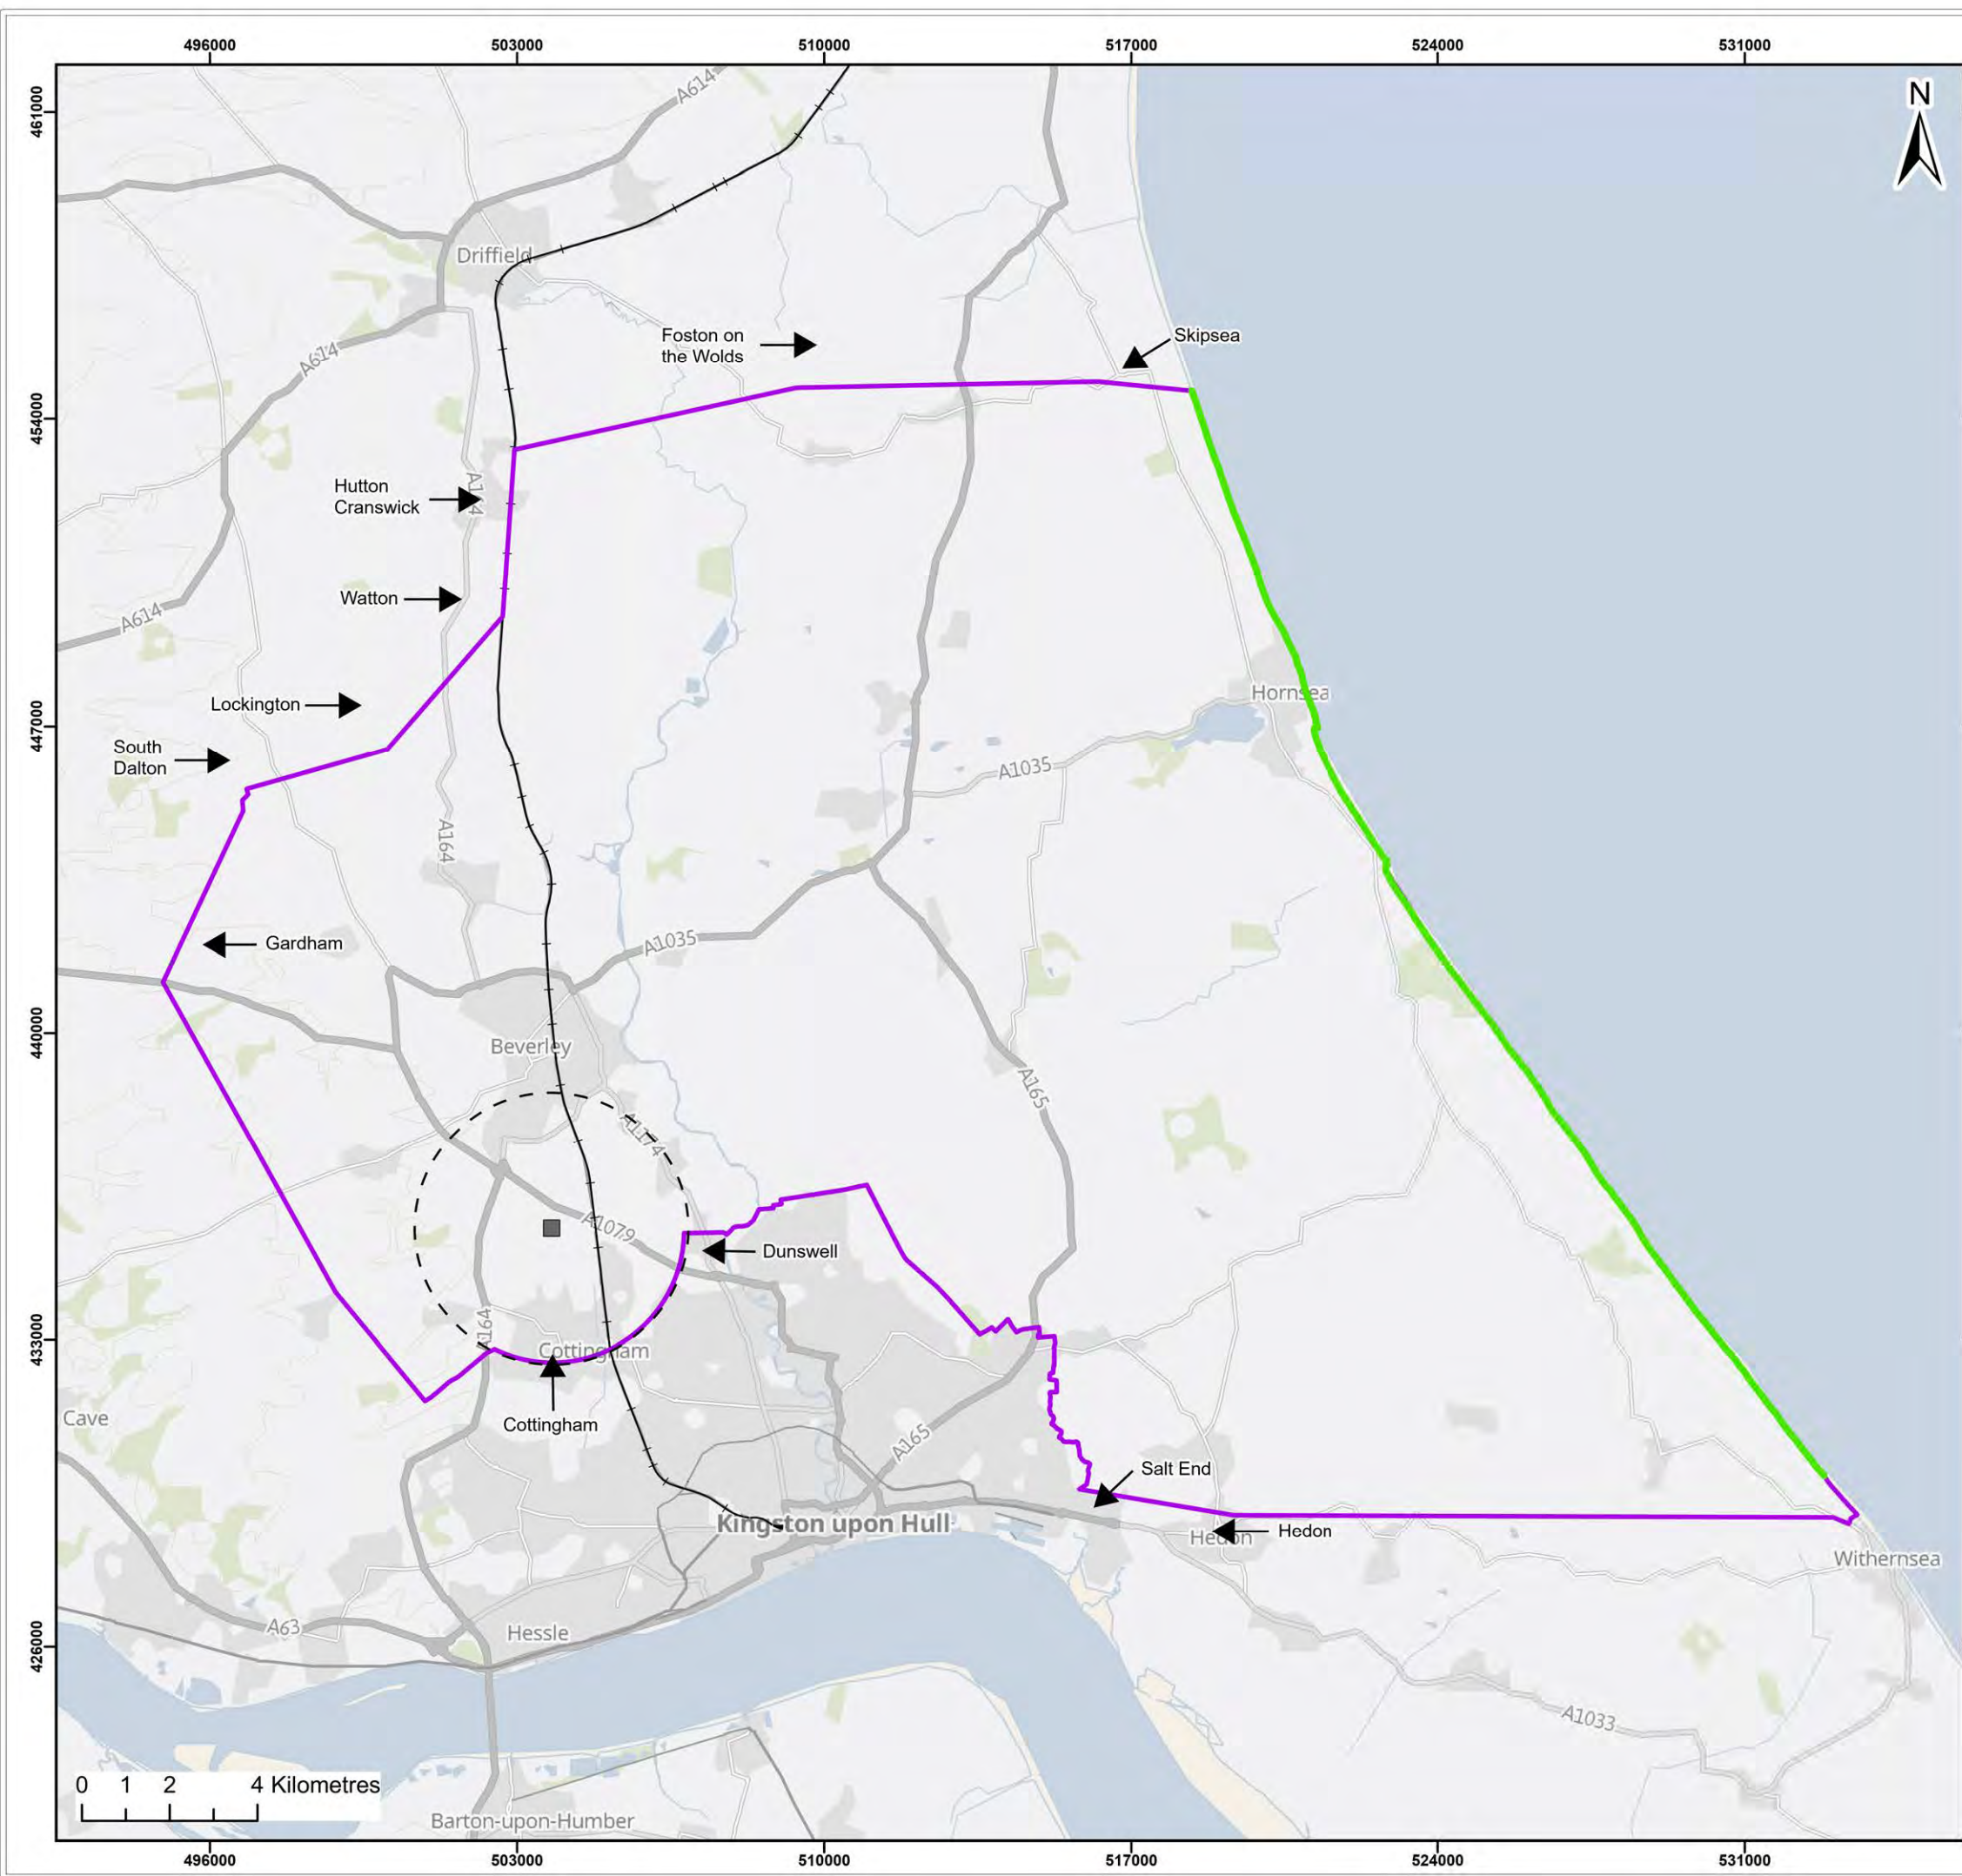 496000 503000 510000 517000 524000 531000
N
461000
454000
447000
440000
433000
426000
A614
Driffield
A614
Foston on
the Wolds
Skipsea
Hutton
Cranswick
A164
Watton
A614
Lockington
Hornsea
South
Dalton
A1035
A164
Gardham
A1035
Beverley
A165
A1174
A1079
Dunswell
A164
Cottingham
Cave
Cottingham
A165
Salt End
Kingston upon Hull
Hedon
Hedon
Withernsea
A63
Hessle
A1033
0 1 2 4 Kilometres
Barton-upon-Humber
496000 503000 510000 517000 524000 531000